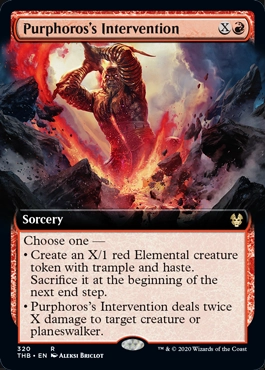 Purphoros's Intervention X
Sorcery
Choose one —
• Create an X/1 red Elemental creature
token with trample and haste.
Sacrifice it at the beginning of the
next end step.
• Purphoros's Intervention deals twice
X damage to target creature or
planeswalker.
320 R
THB • EN ALEKSI BRICLOT ™ & © 2020 Wizards of the Coast